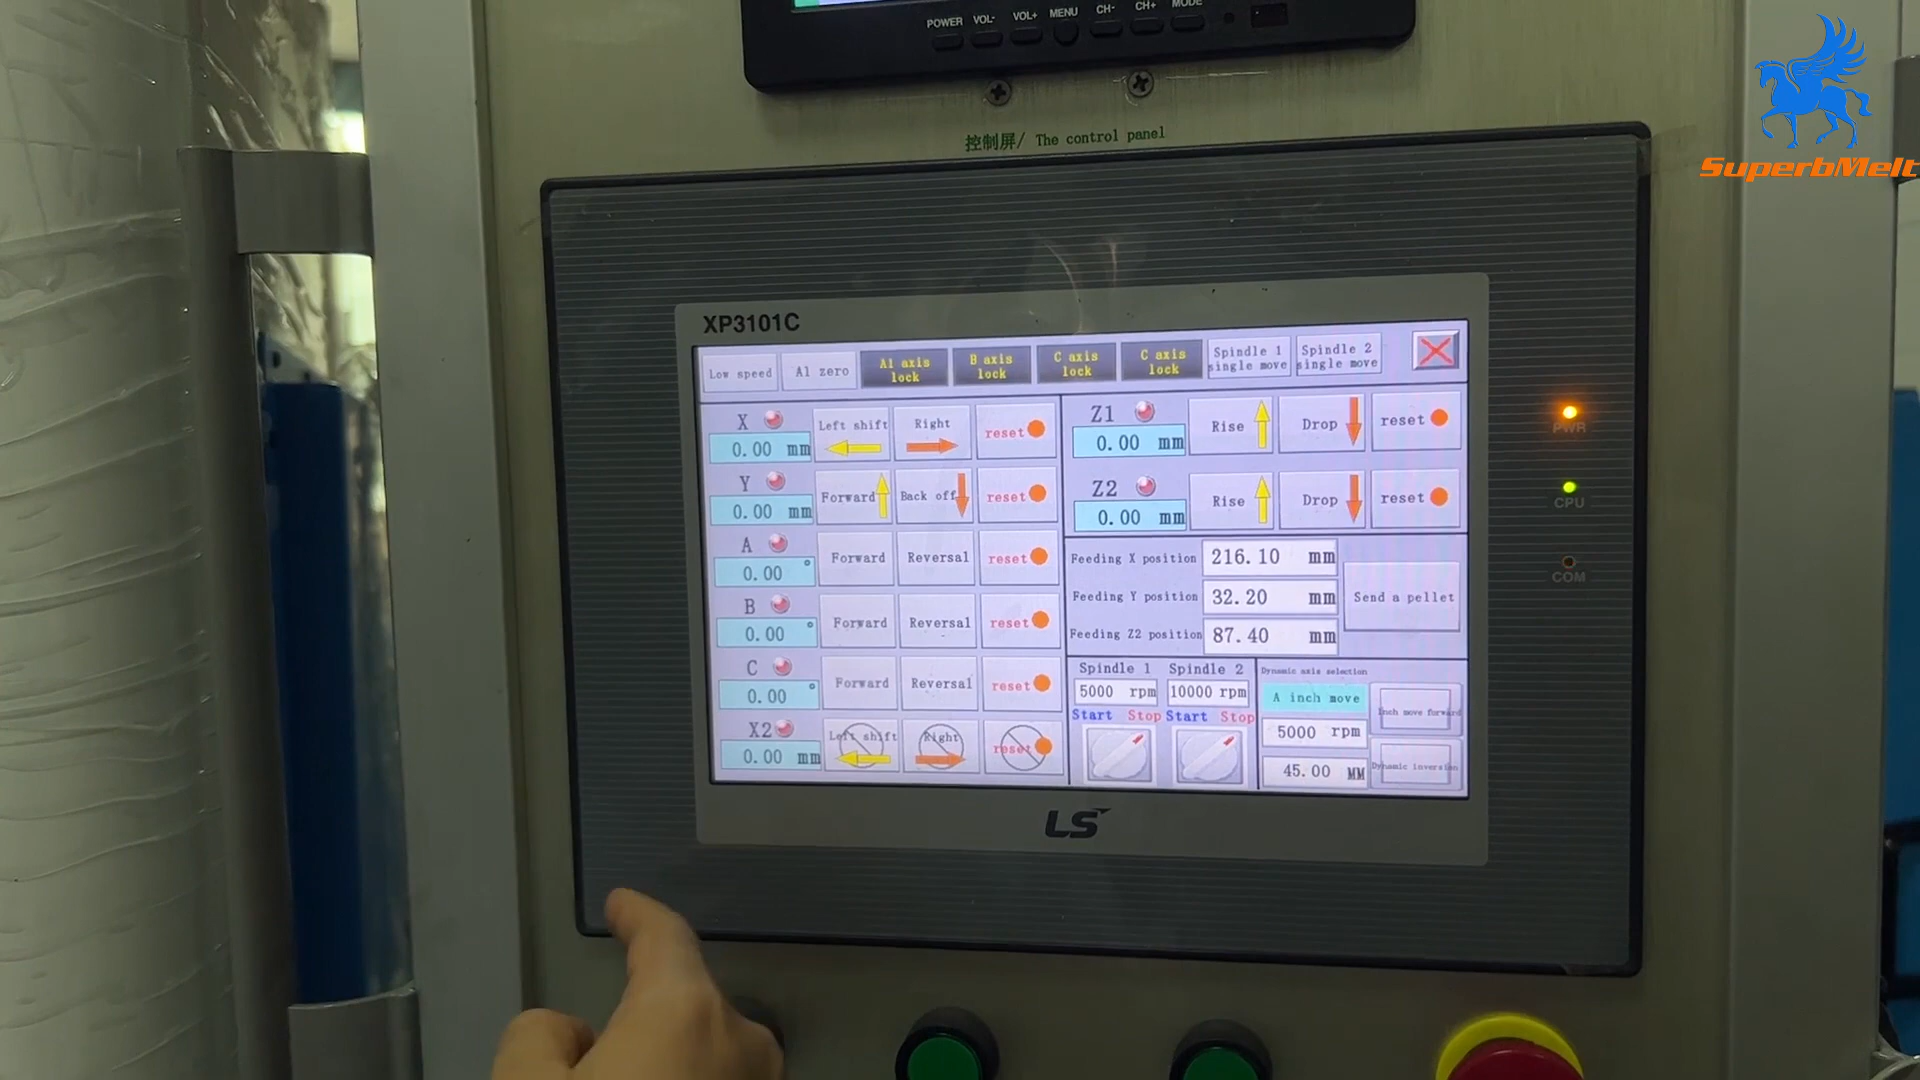 POWER VOL- VOL+ MENU CH- CH+ MODE
SuperbMelt
控制屏/ The control panel
XP3101C
Low speed
A1 zero
A1 axis
lock
B axis
lock
C axis
lock
C axis
lock
Spindle 1
single move
Spindle 2
single move
X
0.00 mm
Left shift
Right
reset
Y
0.00 mm
Forward
Back off
reset
A
0.00 °
Forward
Reversal
reset
B
0.00 °
Forward
Reversal
reset
C
0.00 °
Forward
Reversal
reset
X2
0.00 mm
Left shift
Right
reset
Z1
0.00 mm
Rise
Drop
reset
Z2
0.00 mm
Rise
Drop
reset
Feeding X position 216.10 mm
Feeding Y position 32.20 mm
Feeding Z2 position 87.40 mm
Send a pellet
Spindle 1 Spindle 2
5000 rpm 10000 rpm
Start Stop Start Stop
Dynamic axis selection
A inch move
5000 rpm
45.00 MM
Inch move forward
Dynamic inversion
PWR
CPU
COM
LS